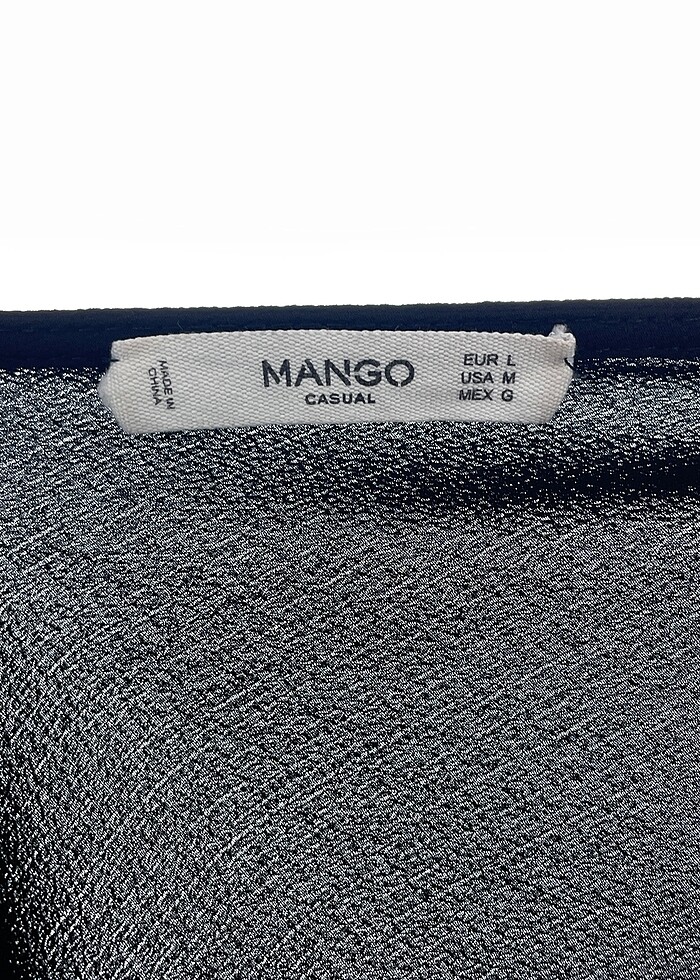 MADE IN
CHINA
MANGO
CASUAL
EUR L
USA M
MEX G